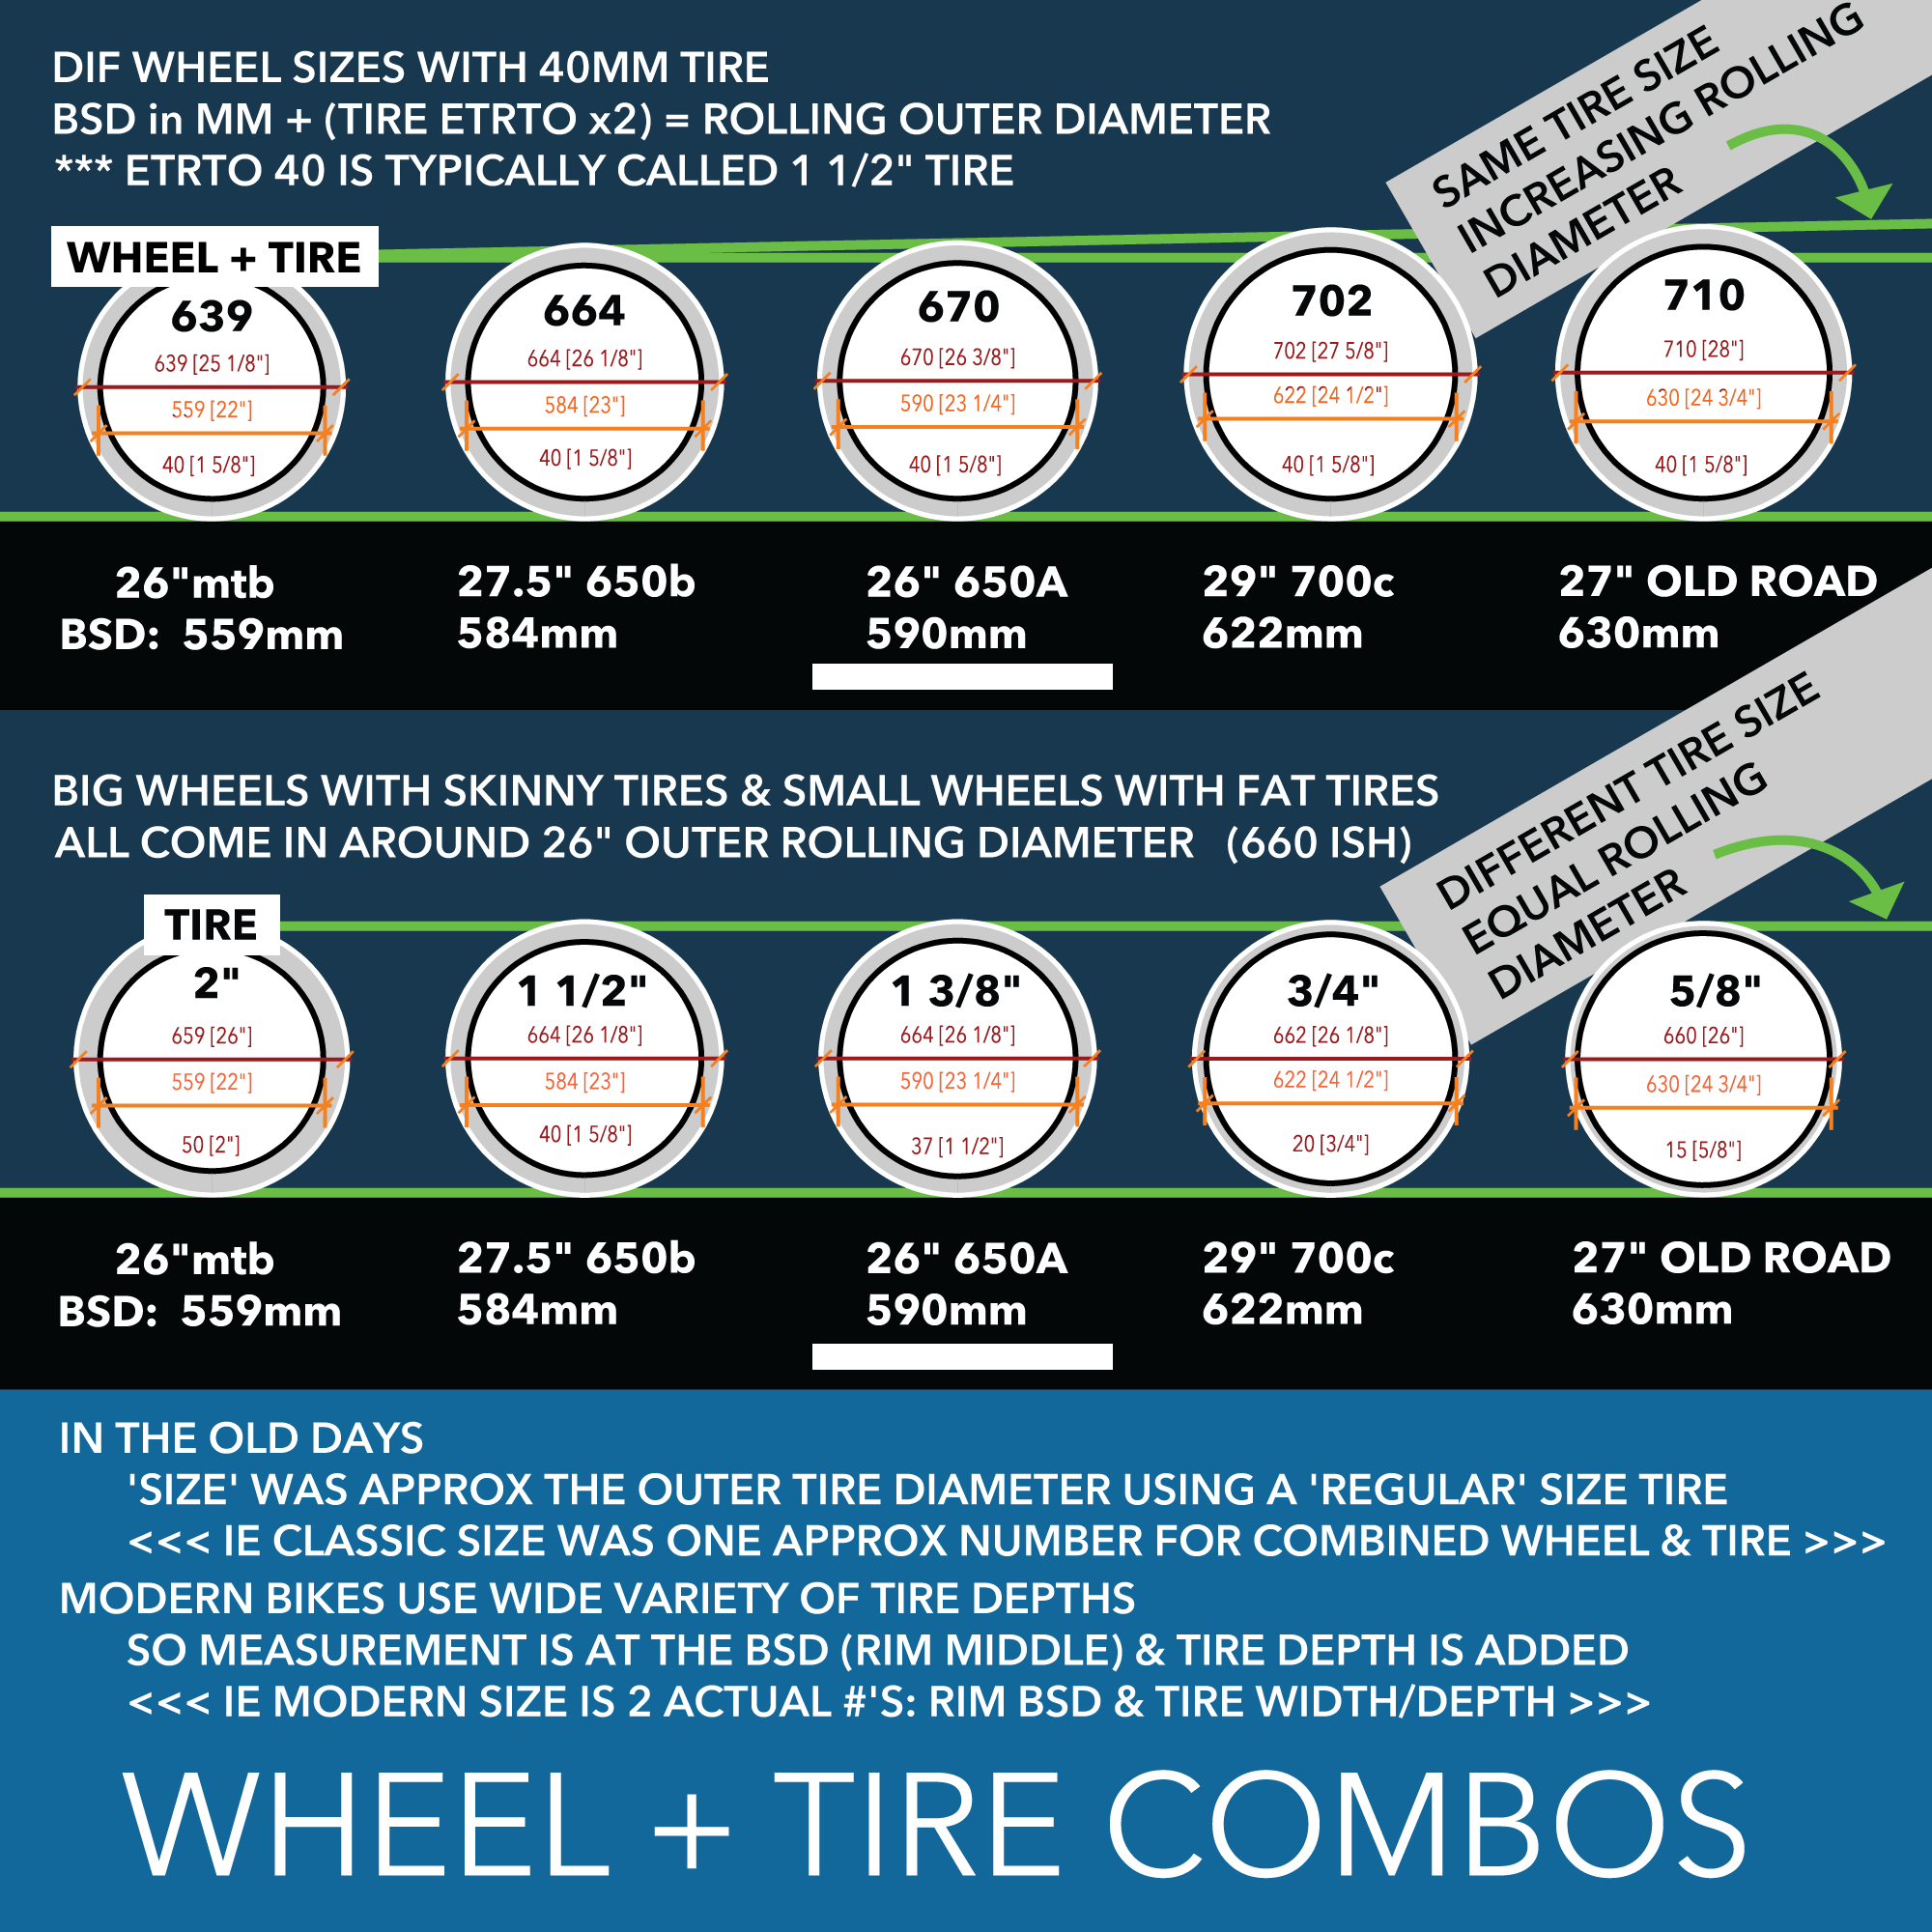 DIF WHEEL SIZES WITH 40MM TIRE
BSD in MM + (TIRE ETRTO x2) = ROLLING OUTER DIAMETER
*** ETRTO 40 IS TYPICALLY CALLED 1 1/2" TIRE
SAME TIRE SIZE
INCREASING ROLLING
DIAMETER
WHEEL + TIRE
639
639 [25 1/8"]
559 [22"]
40 [1 5/8"]
664
664 [26 1/8"]
584 [23"]
40 [1 5/8"]
670
670 [26 3/8"]
590 [23 1/4"]
40 [1 5/8"]
702
702 [27 5/8"]
622 [24 1/2"]
40 [1 5/8"]
710
710 [28"]
630 [24 3/4"]
40 [1 5/8"]
26"mtb
BSD: 559mm
27.5" 650b
584mm
26" 650A
590mm
29" 700c
622mm
27" OLD ROAD
630mm
BIG WHEELS WITH SKINNY TIRES & SMALL WHEELS WITH FAT TIRES
ALL COME IN AROUND 26" OUTER ROLLING DIAMETER (660 ISH)
DIFFERENT TIRE SIZE
EQUAL ROLLING
DIAMETER
TIRE
2"
659 [26"]
559 [22"]
50 [2"]
1 1/2"
664 [26 1/8"]
584 [23"]
40 [1 5/8"]
1 3/8"
664 [26 1/8"]
590 [23 1/4"]
37 [1 1/2"]
3/4"
662 [26 1/8"]
622 [24 1/2"]
20 [3/4"]
5/8"
660 [26"]
630 [24 3/4"]
15 [5/8"]
26"mtb
BSD: 559mm
27.5" 650b
584mm
26" 650A
590mm
29" 700c
622mm
27" OLD ROAD
630mm
IN THE OLD DAYS
'SIZE' WAS APPROX THE OUTER TIRE DIAMETER USING A 'REGULAR' SIZE TIRE
<<< IE CLASSIC SIZE WAS ONE APPROX NUMBER FOR COMBINED WHEEL & TIRE >>>
MODERN BIKES USE WIDE VARIETY OF TIRE DEPTHS
SO MEASUREMENT IS AT THE BSD (RIM MIDDLE) & TIRE DEPTH IS ADDED
<<< IE MODERN SIZE IS 2 ACTUAL #'S: RIM BSD & TIRE WIDTH/DEPTH >>>
WHEEL + TIRE COMBOS